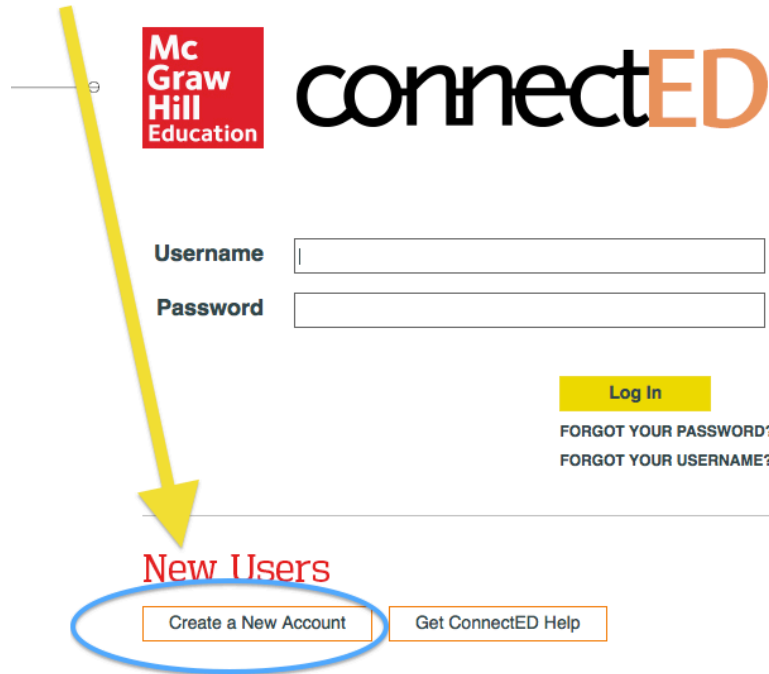 Mc
Graw
Hill
Education
connectED
Username
Password
Log In
FORGOT YOUR PASSWORD?
FORGOT YOUR USERNAME?
New Users
Create a New Account
Get ConnectED Help